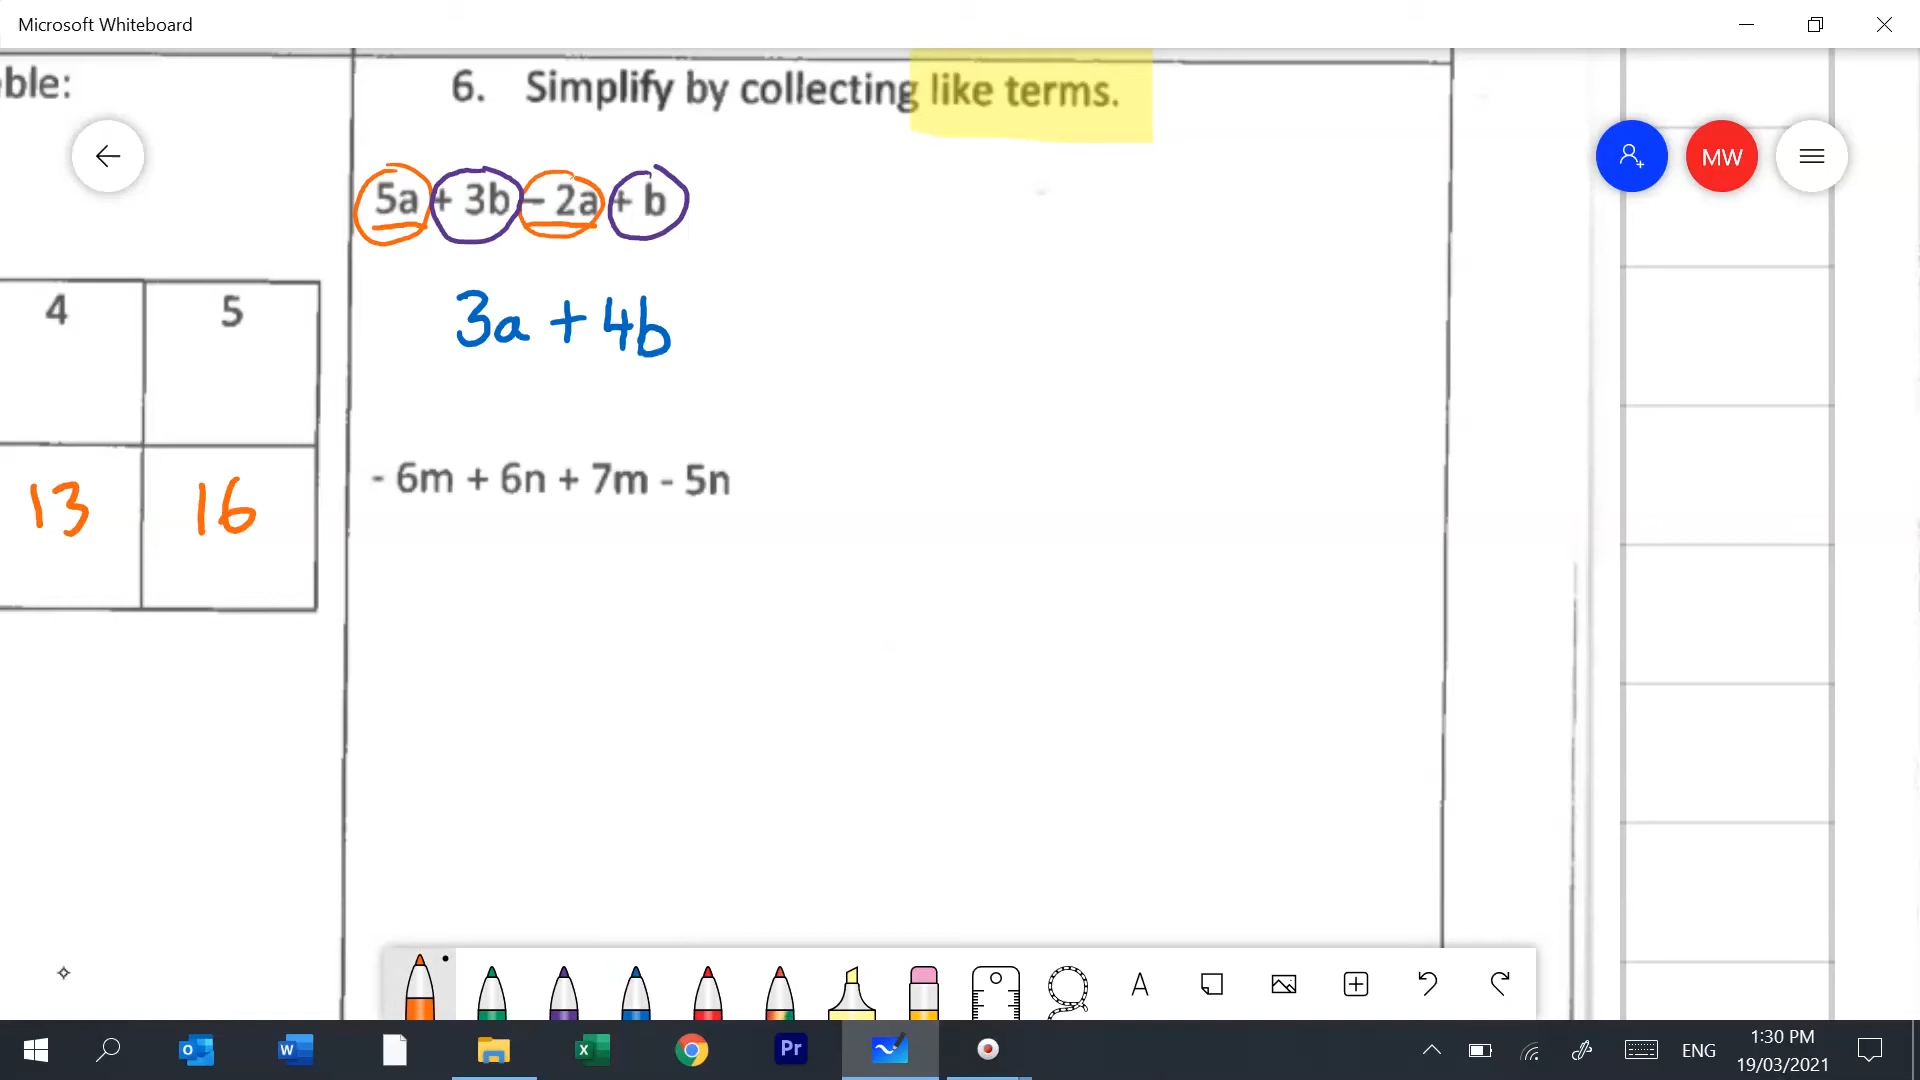 Microsoft Whiteboard
ble:
6. Simplify by collecting like terms.
MW
5a + 3b – 2a + b
4 5
3a + 4b
- 6m + 6n + 7m - 5n
13 16
A
ENG
1:30 PM
19/03/2021